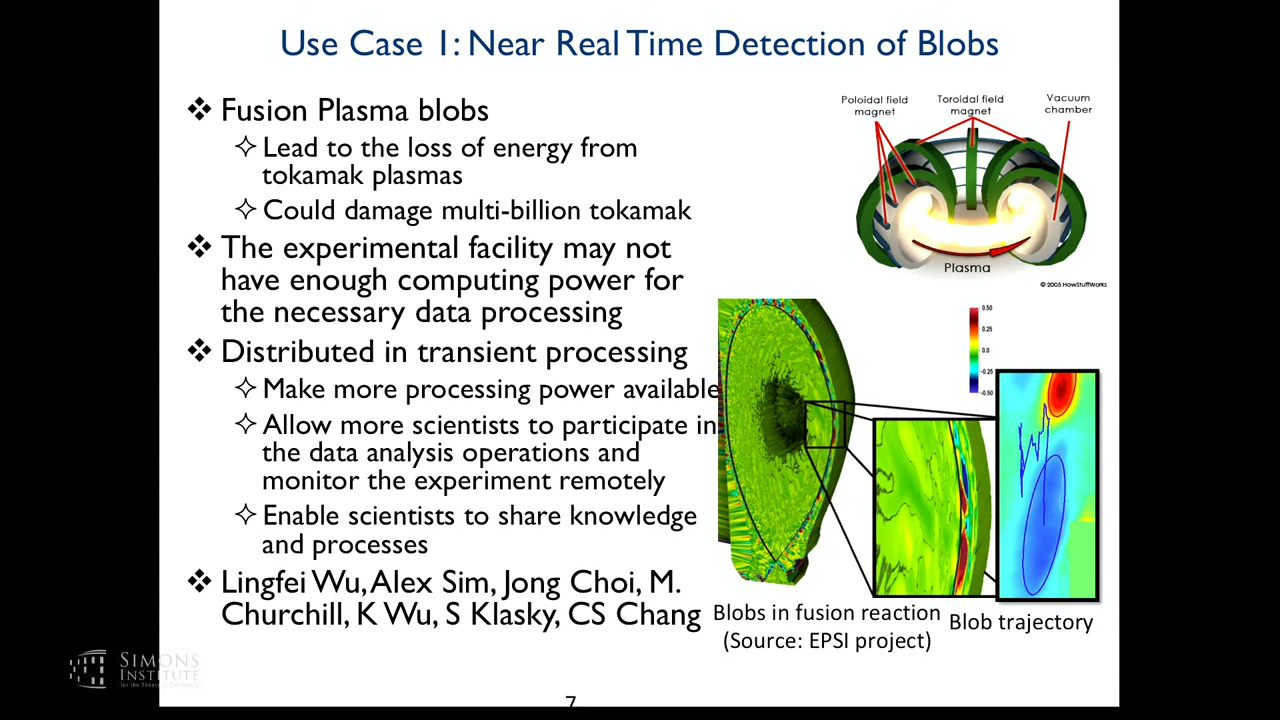 Use Case 1: Near Real Time Detection of Blobs
❖ Fusion Plasma blobs
✧ Lead to the loss of energy from
tokamak plasmas
✧ Could damage multi-billion tokamak
❖ The experimental facility may not
have enough computing power for
the necessary data processing
❖ Distributed in transient processing
✧ Make more processing power available
✧ Allow more scientists to participate in
the data analysis operations and
monitor the experiment remotely
✧ Enable scientists to share knowledge
and processes
❖ Lingfei Wu, Alex Sim, Jong Choi, M.
Churchill, K Wu, S Klasky, CS Chang
Poloidal field
magnet
Toroidal field
magnet
Vacuum
chamber
Plasma
© 2005 HowStuffWorks
0.50
0.25
0.0
-0.25
-0.50
Blobs in fusion reaction
(Source: EPSI project)
Blob trajectory
SIMONS
INSTITUTE
for the Theory of
7